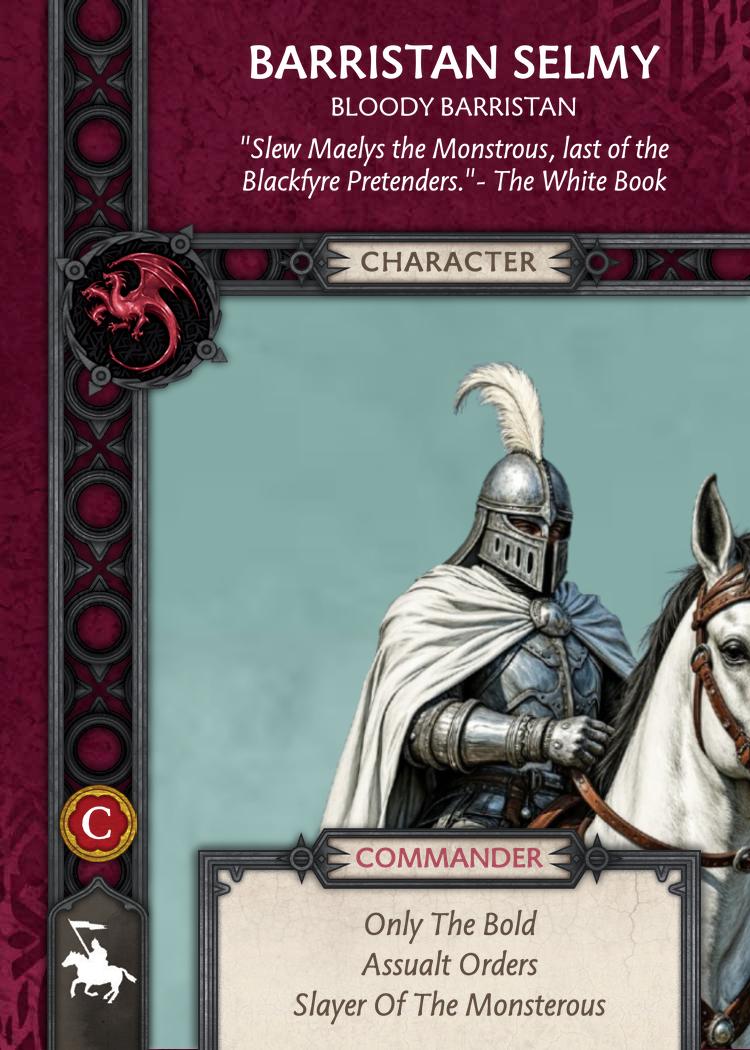 BARRISTAN SELMY
BLOODY BARRISTAN
"Slew Maelys the Monstrous, last of the
Blackfyre Pretenders."- The White Book
CHARACTER
C
COMMANDER
Only The Bold
Assualt Orders
Slayer Of The Monsterous